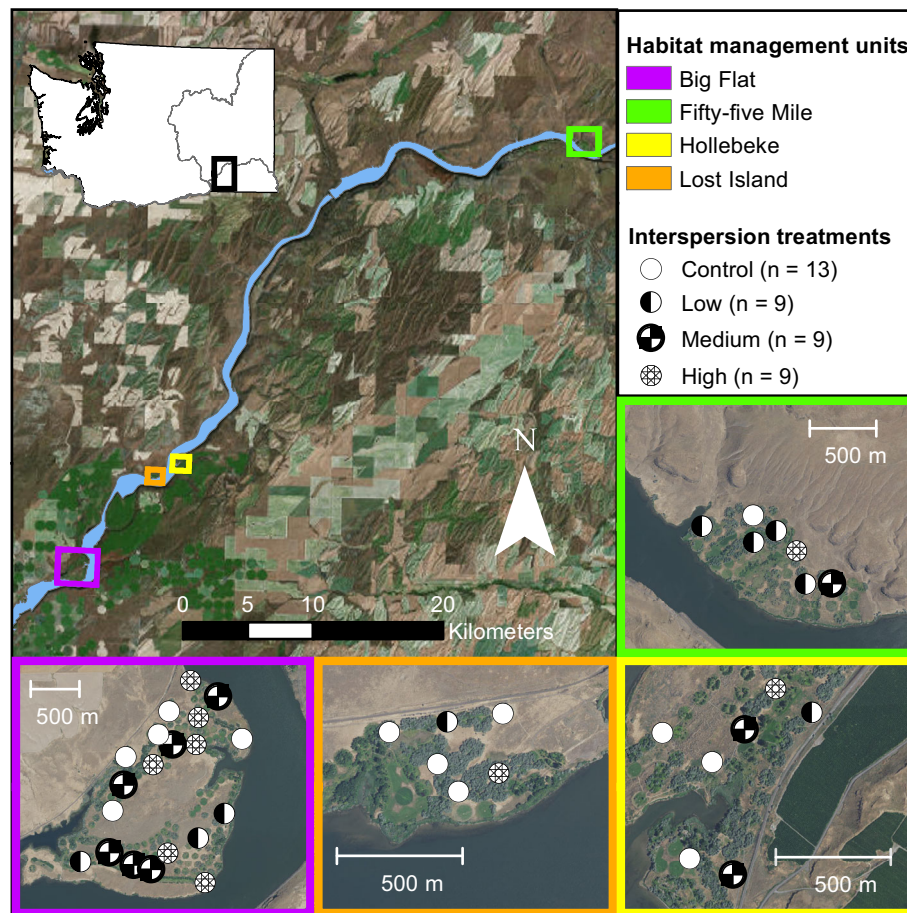 Habitat management units
Big Flat
Fifty-five Mile
Hollebeke
Lost Island
Interspersion treatments
Control (n = 13)
Low (n = 9)
Medium (n = 9)
High (n = 9)
N
0 5 10 20
Kilometers
500 m
500 m
500 m
500 m